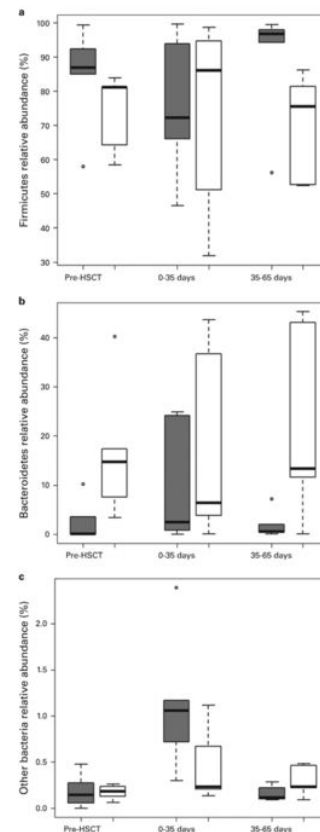 a
Firmicutes relative abundance (%)
100
90
80
70
60
50
40
30
Pre-HSCT 0-35 days 35-65 days
b
Bacteroidetes relative abundance (%)
40
30
20
10
0
Pre-HSCT 0-35 days 35-65 days
c
Other bacteria relative abundance (%)
2.0
1.5
1.0
0.5
0.0
Pre-HSCT 0-35 days 35-65 days